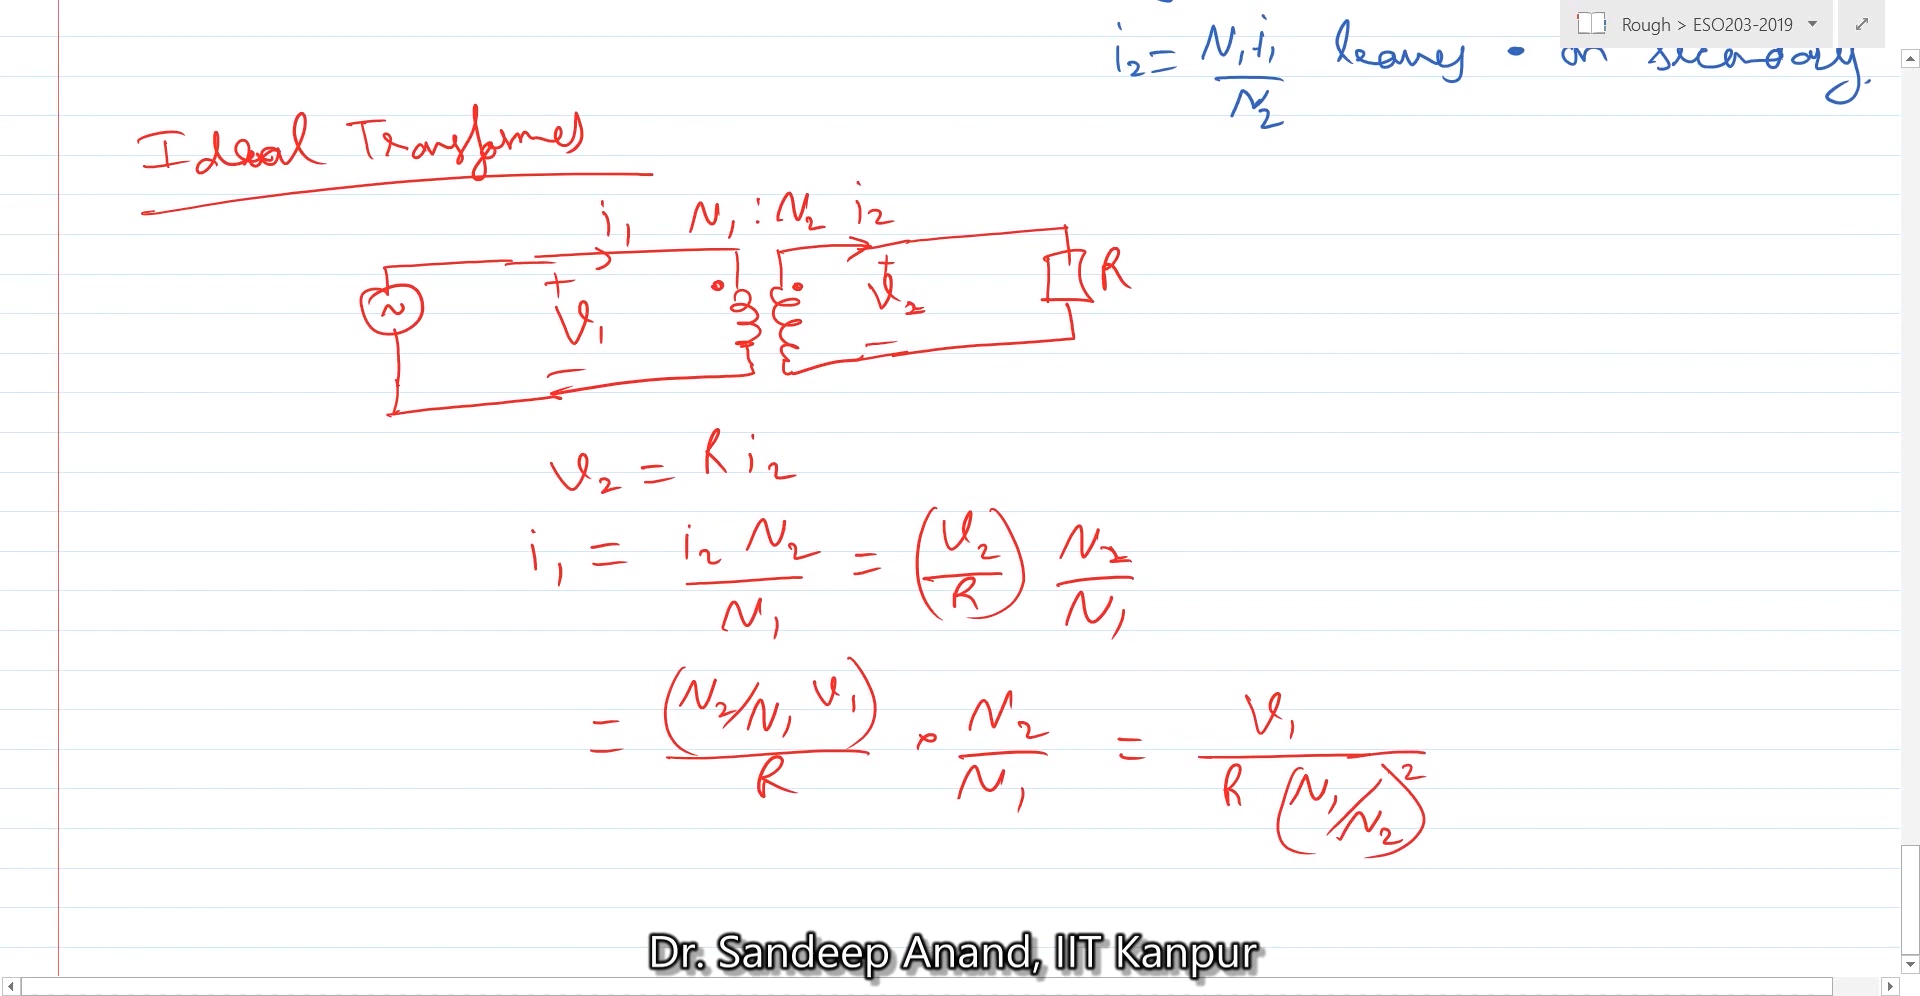 Rough > ESO203-2019
i₂ = N₁i₁/N₂ leaves • on secondary.
Ideal Transformer
i₁ N₁ : N₂ i₂
+ + R
~ V₁ V₂
− −
V₂ = R i₂
i₁ = i₂ N₂/N₁ = (V₂/R) N₂/N₁
= (N₂/N₁ V₁)/R • N₂/N₁ = V₁/(R (N₁/N₂)²)
Dr. Sandeep Anand, IIT Kanpur